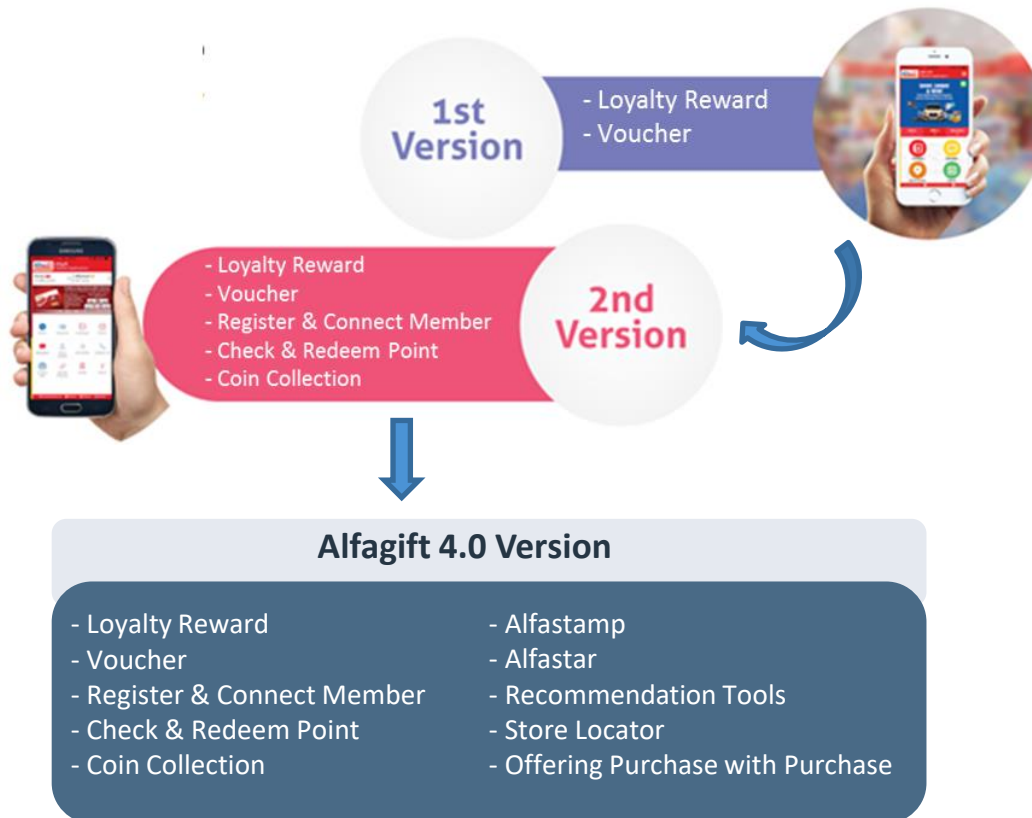 1st
Version
- Loyalty Reward
- Voucher
- Loyalty Reward
- Voucher
- Register & Connect Member
- Check & Redeem Point
- Coin Collection
2nd
Version
SAMSUNG
Alfagift 4.0 Version
- Loyalty Reward
- Voucher
- Register & Connect Member
- Check & Redeem Point
- Coin Collection
- Alfastamp
- Alfastar
- Recommendation Tools
- Store Locator
- Offering Purchase with Purchase